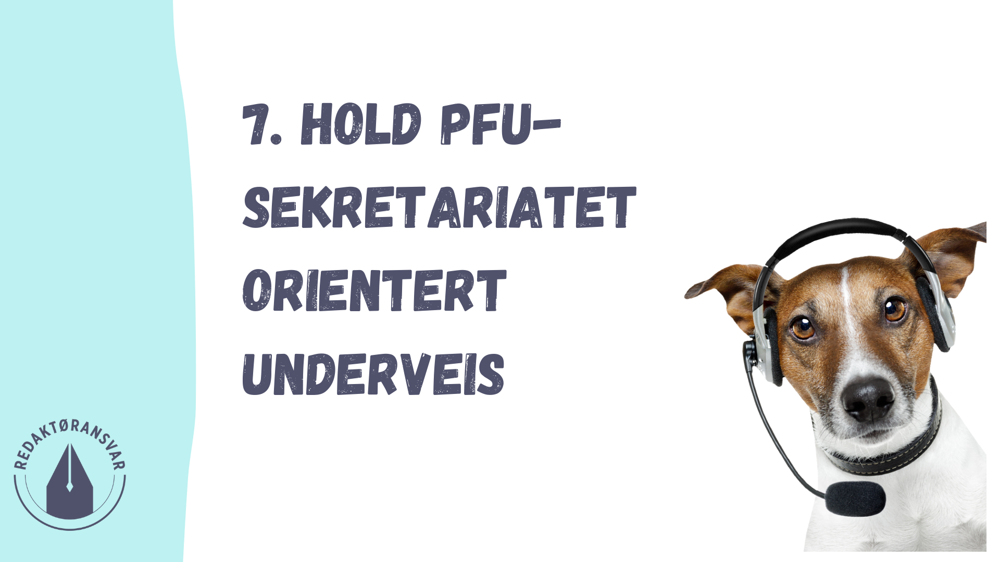 7. HOLD PFU-
SEKRETARIATET
ORIENTERT
UNDERVEIS
REDAKTØRANSVAR